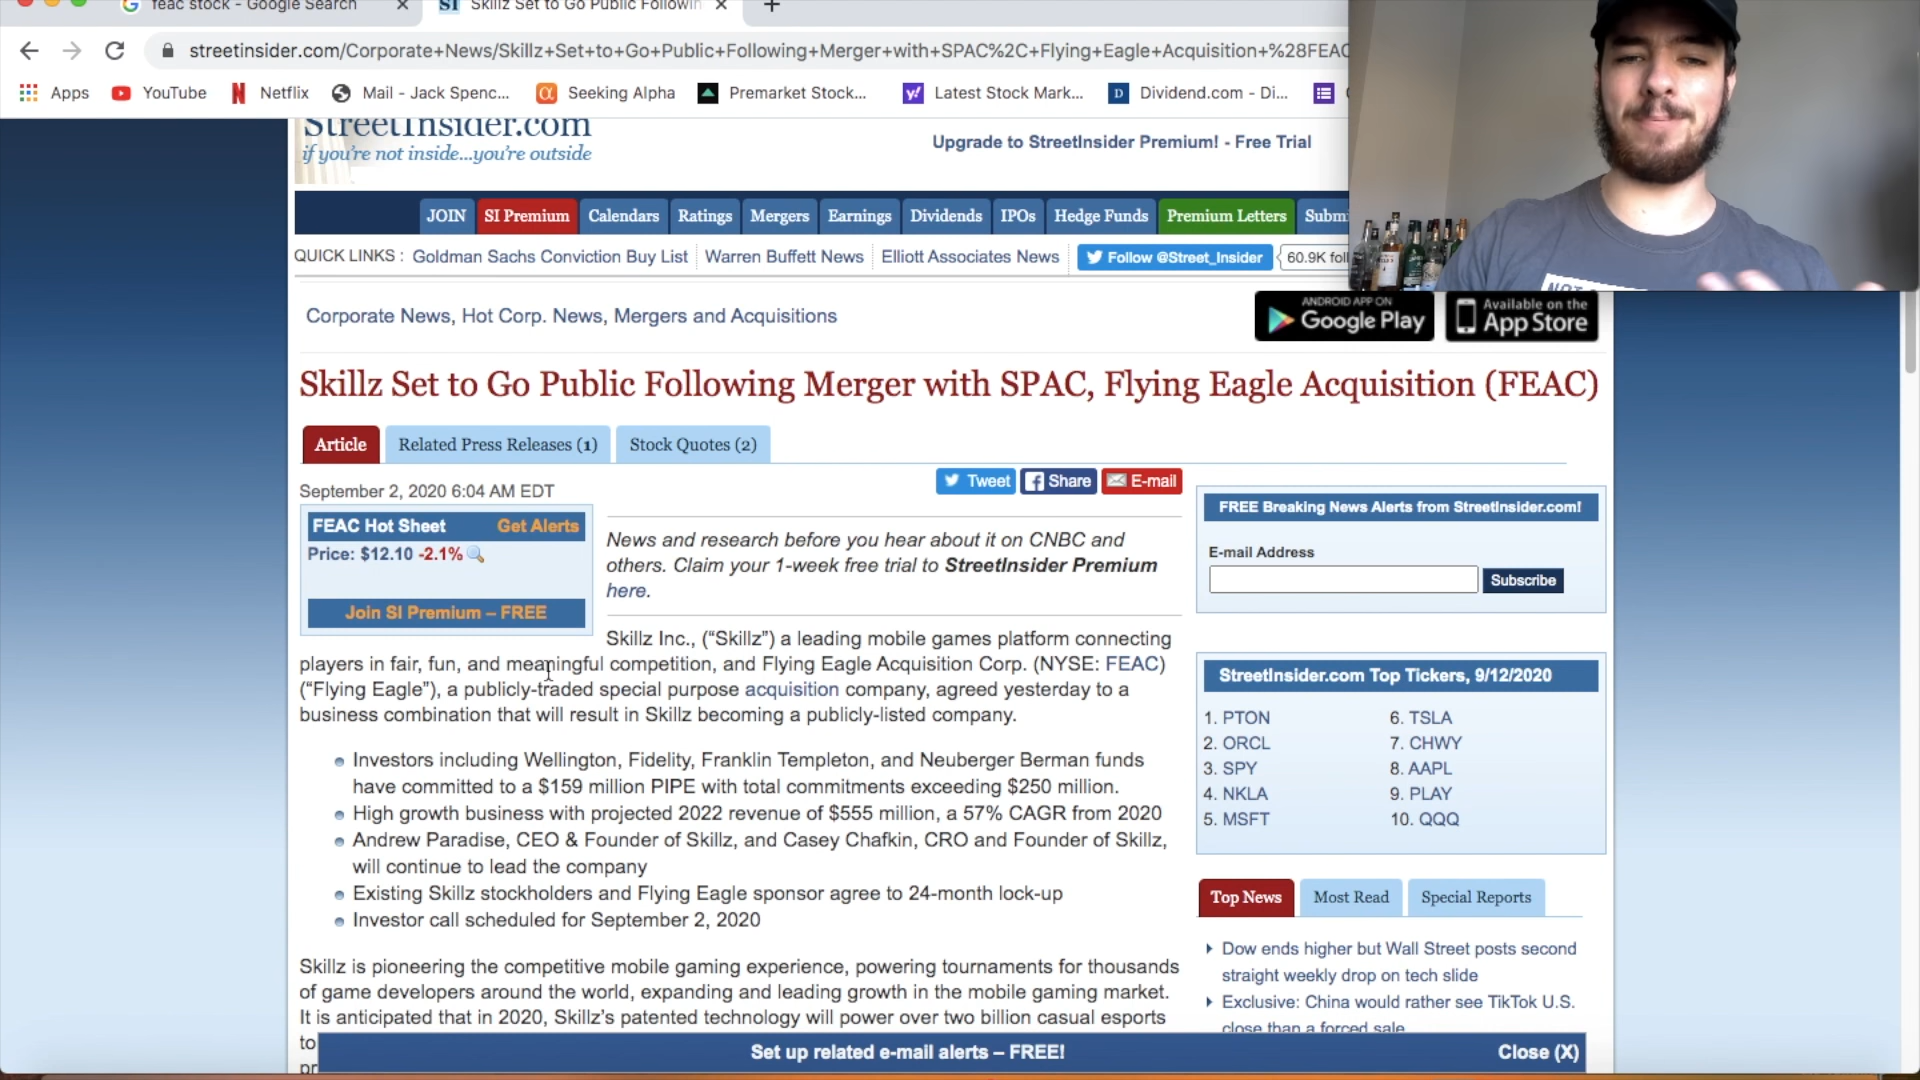 feac stock - Google Search
SI Skillz Set to Go Public Followin
streetinsider.com/Corporate+News/Skillz+Set+to+Go+Public+Following+Merger+with+SPAC%2C+Flying+Eagle+Acquisition+%28FEAC
Apps YouTube Netflix Mail - Jack Spenc... Seeking Alpha Premarket Stock... Latest Stock Mark... Dividend.com - Di...
StreetInsider.com
if you're not inside...you're outside
Upgrade to StreetInsider Premium! - Free Trial
JOIN SI Premium Calendars Ratings Mergers Earnings Dividends IPOs Hedge Funds Premium Letters Submi
QUICK LINKS : Goldman Sachs Conviction Buy List Warren Buffett News Elliott Associates News Follow @Street_Insider 60.9K foll
NOT
Corporate News, Hot Corp. News, Mergers and Acquisitions
ANDROID APP ON
Google Play
Available on the
App Store
Skillz Set to Go Public Following Merger with SPAC, Flying Eagle Acquisition (FEAC)
Article Related Press Releases (1) Stock Quotes (2)
Tweet Share E-mail
September 2, 2020 6:04 AM EDT
FEAC Hot Sheet Get Alerts
Price: $12.10 -2.1%
Join SI Premium – FREE
News and research before you hear about it on CNBC and
others. Claim your 1-week free trial to StreetInsider Premium
here.
Skillz Inc., (“Skillz”) a leading mobile games platform connecting
players in fair, fun, and meaningful competition, and Flying Eagle Acquisition Corp. (NYSE: FEAC)
(“Flying Eagle”), a publicly-traded special purpose acquisition company, agreed yesterday to a
business combination that will result in Skillz becoming a publicly-listed company.
Investors including Wellington, Fidelity, Franklin Templeton, and Neuberger Berman funds
have committed to a $159 million PIPE with total commitments exceeding $250 million.
High growth business with projected 2022 revenue of $555 million, a 57% CAGR from 2020
Andrew Paradise, CEO & Founder of Skillz, and Casey Chafkin, CRO and Founder of Skillz,
will continue to lead the company
Existing Skillz stockholders and Flying Eagle sponsor agree to 24-month lock-up
Investor call scheduled for September 2, 2020
Skillz is pioneering the competitive mobile gaming experience, powering tournaments for thousands
of game developers around the world, expanding and leading growth in the mobile gaming market.
It is anticipated that in 2020, Skillz's patented technology will power over two billion casual esports
to
pr
FREE Breaking News Alerts from StreetInsider.com!
E-mail Address
Subscribe
StreetInsider.com Top Tickers, 9/12/2020
1. PTON 6. TSLA
2. ORCL 7. CHWY
3. SPY 8. AAPL
4. NKLA 9. PLAY
5. MSFT 10. QQQ
Top News Most Read Special Reports
Dow ends higher but Wall Street posts second
straight weekly drop on tech slide
Exclusive: China would rather see TikTok U.S.
close than a forced sale
Set up related e-mail alerts – FREE! Close (X)